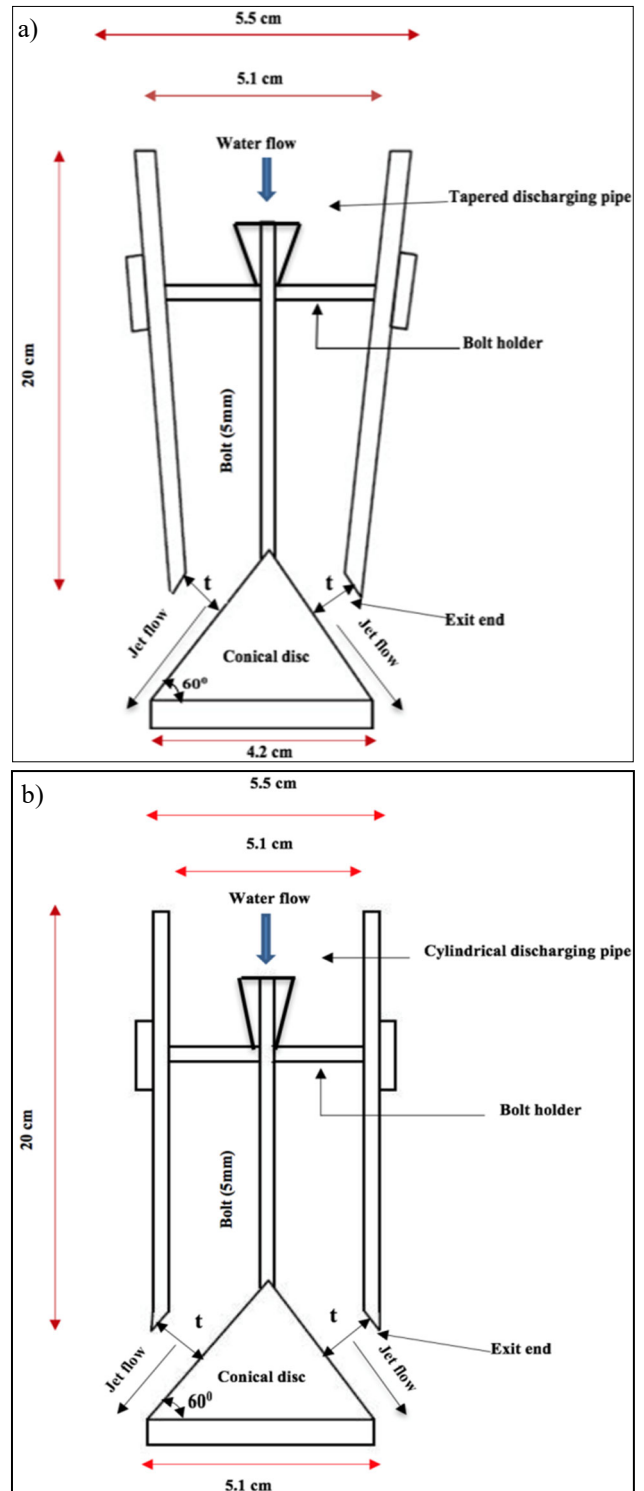 a)
5.5 cm
5.1 cm
Water flow
Tapered discharging pipe
Bolt holder
20 cm
Bolt (5mm)
t
t
Exit end
Jet flow
Jet flow
Conical disc
60⁰
4.2 cm
b)
5.5 cm
5.1 cm
Water flow
Cylindrical discharging pipe
Bolt holder
20 cm
Bolt (5mm)
t
t
Exit end
Jet flow
Jet flow
Conical disc
60⁰
5.1 cm